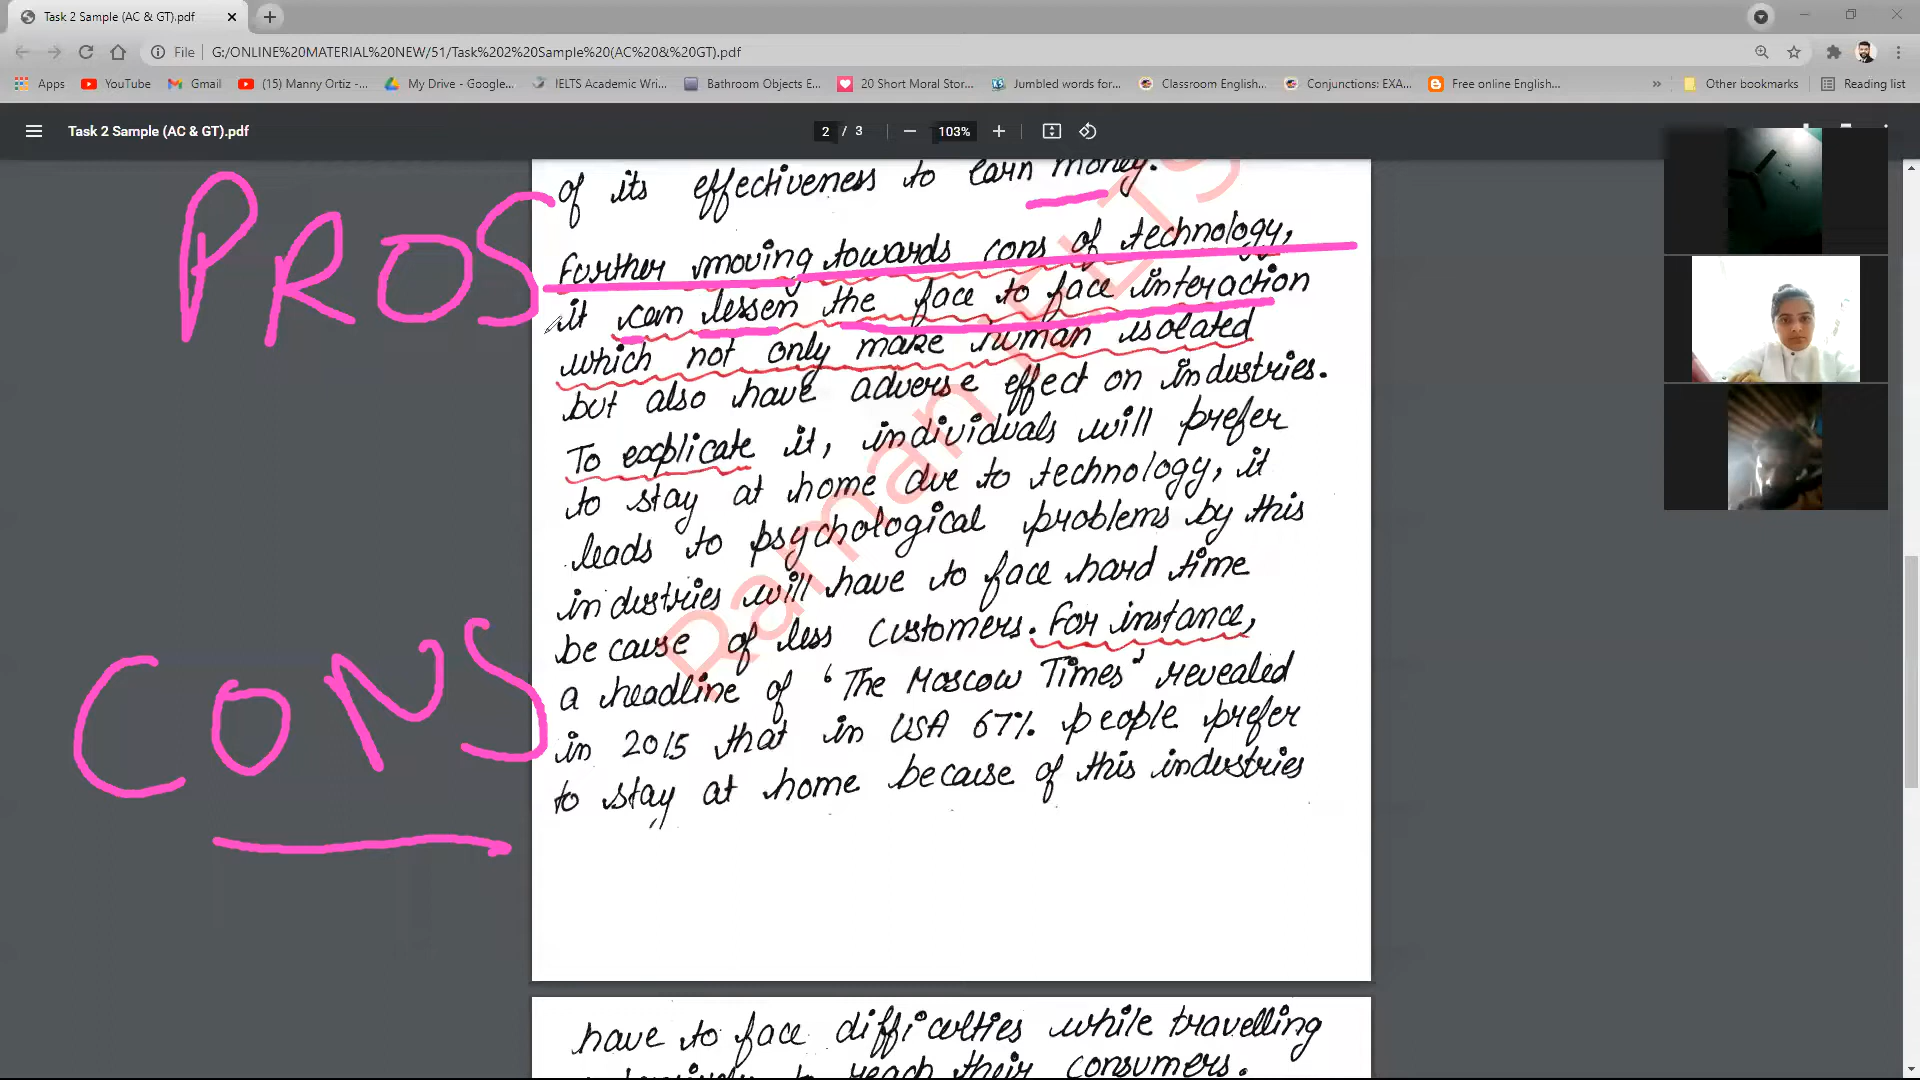 Task 2 Sample (AC & GT).pdf
File
G:/ONLINE%20MATERIAL%20NEW/51/Task%202%20Sample%20(AC%20&%20GT).pdf
Apps
YouTube
Gmail
(15) Manny Ortiz -...
My Drive - Google...
IELTS Academic Wri...
Bathroom Objects E...
20 Short Moral Stor...
Jumbled words for...
Classroom English...
Conjunctions: EXA...
Free online English...
»
Other bookmarks
Reading list
Task 2 Sample (AC & GT).pdf
2 / 3
103%
PROS
CONS
of its effectiveness to earn money.
Further moving towards cons of technology,
it can lessen the face to face interaction
which not only make human isolated
but also have adverse effect on industries.
To explicate it, individuals will prefer
to stay at home due to technology, it
leads to psychological problems by this
industries will have to face hard time
because of less customers. For instance,
a headline of 'The Moscow Times' revealed
in 2015 that in USA 67% people prefer
to stay at home because of this industries
have to face difficulties while travelling
to reach their consumers.
Raman IELTS